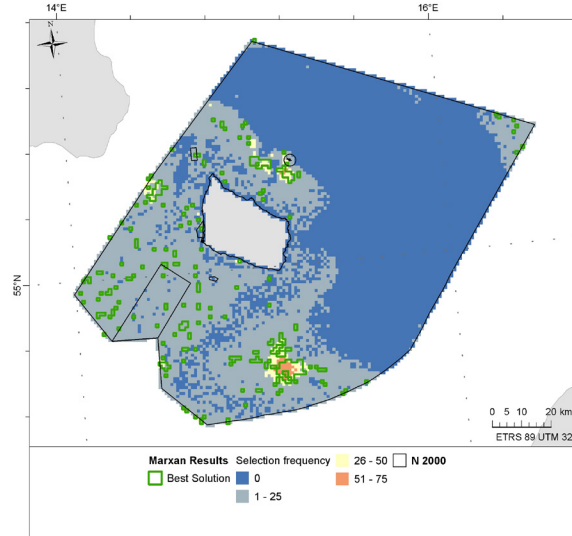 14°E
16°E
N
55°N
0 5 10 20 km
ETRS 89 UTM 32
Marxan Results
Best Solution
Selection frequency
0
1 - 25
26 - 50
51 - 75
N 2000